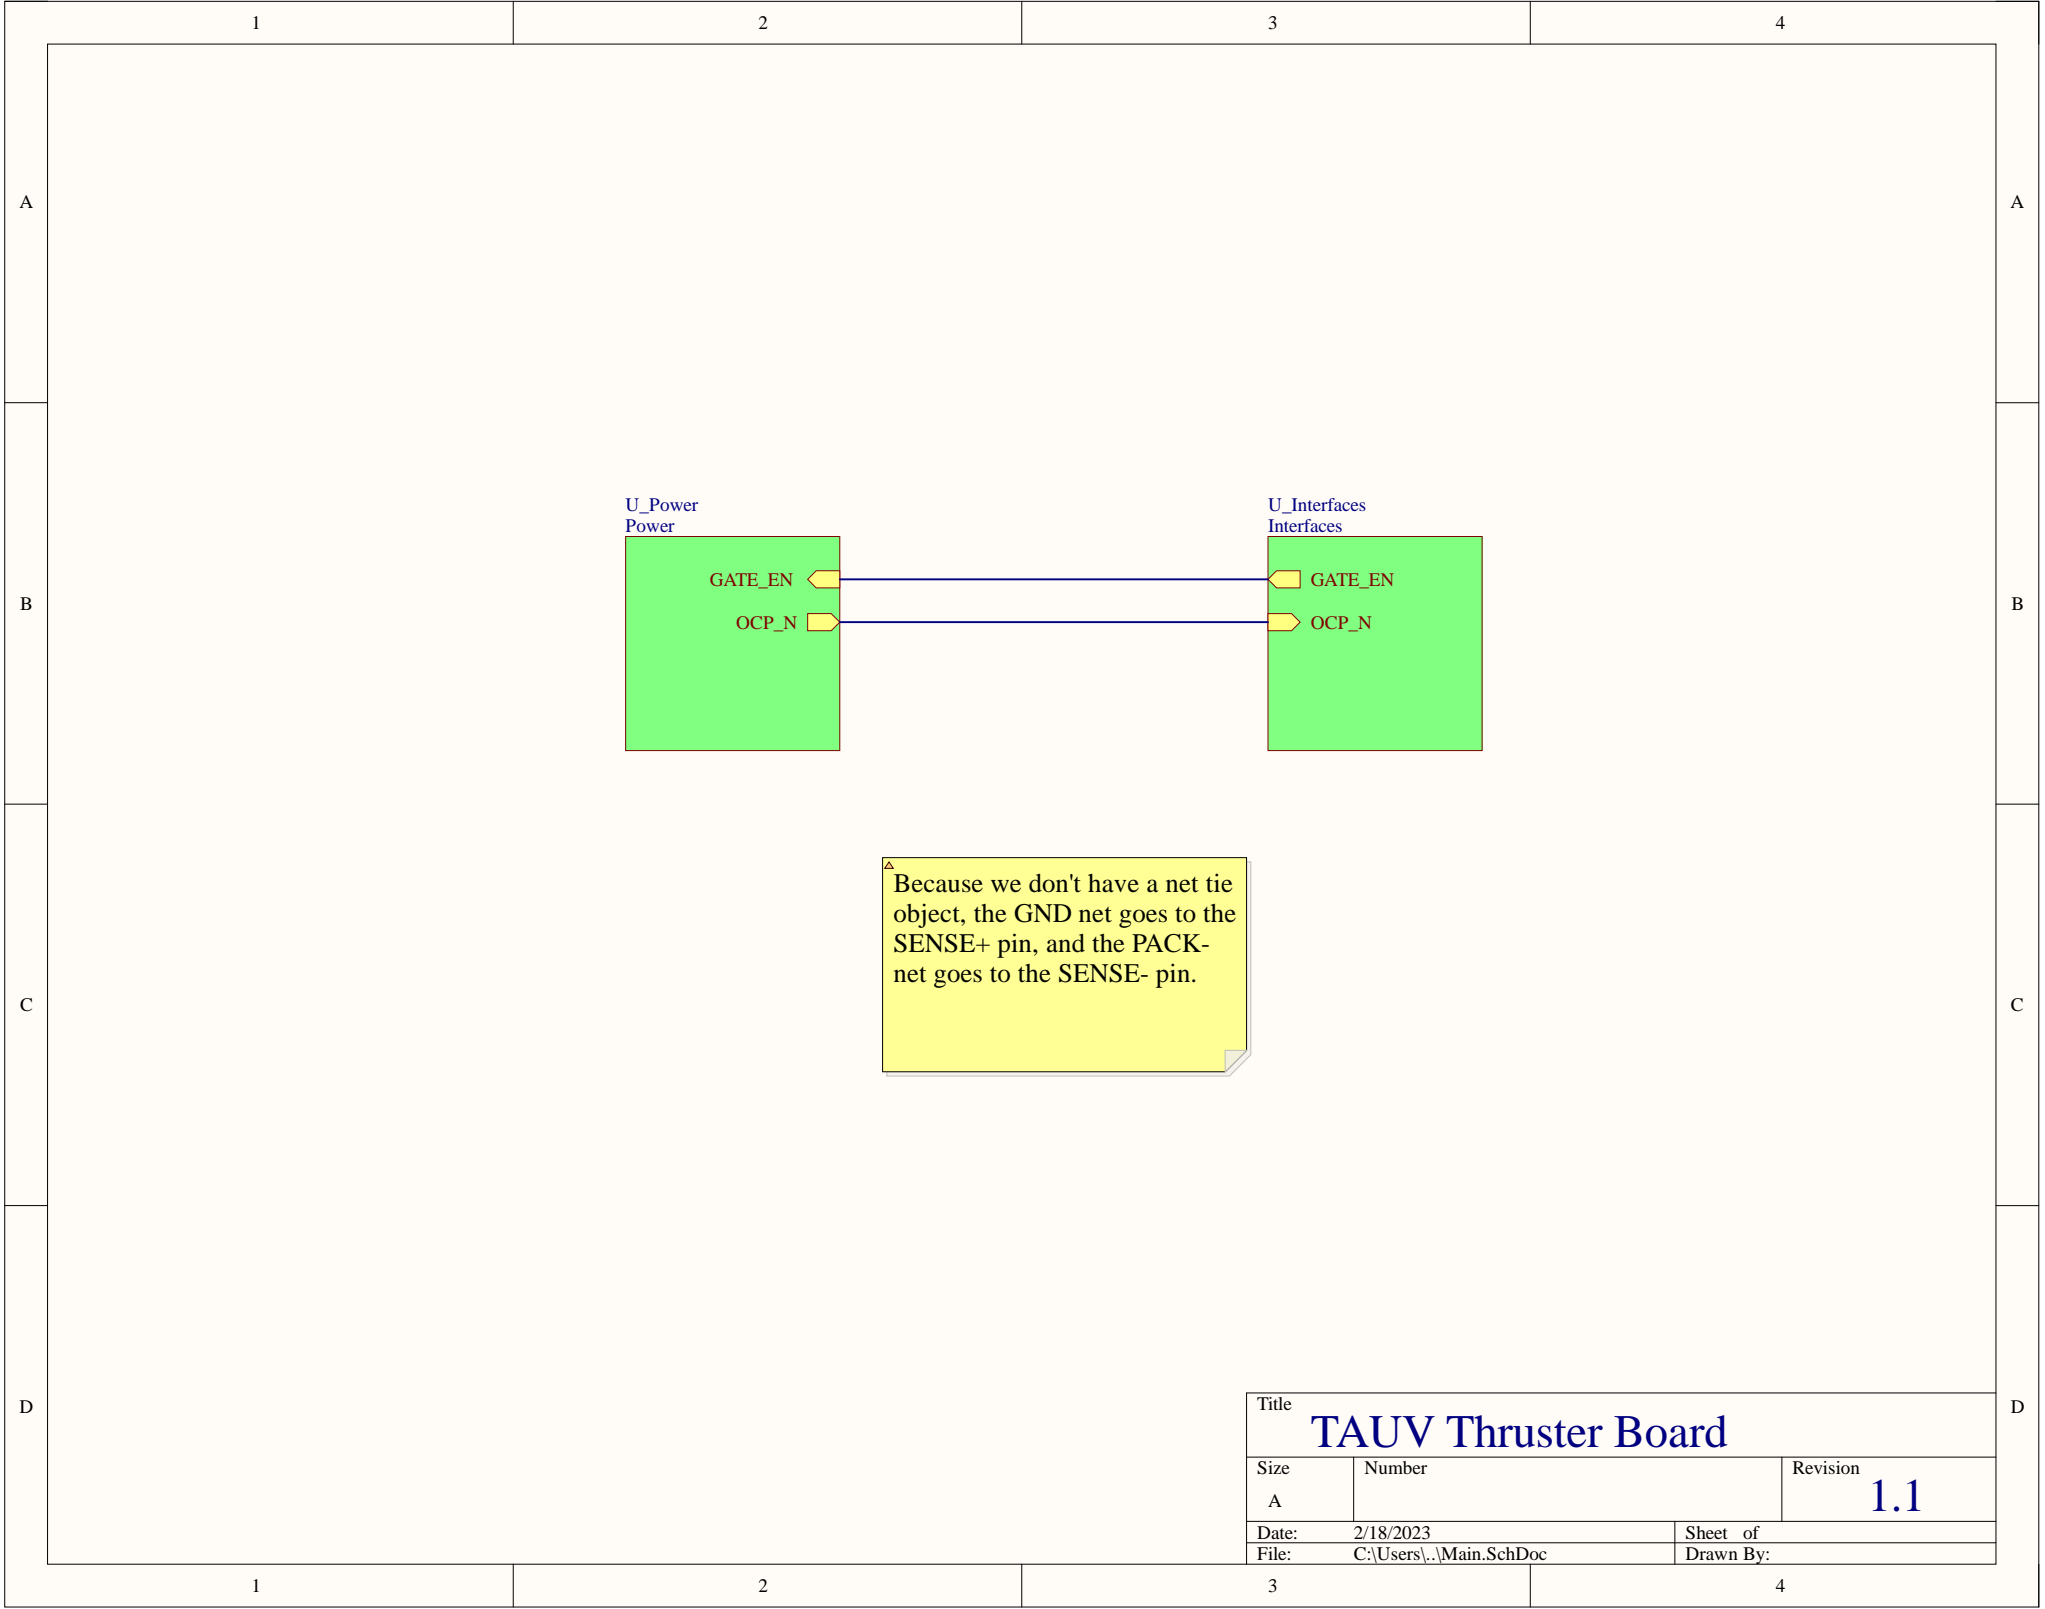 1 2 3 4
A A
U_Power U_Interfaces
Power Interfaces
GATE_EN GATE_EN
B B
OCP_N OCP_N
Because we don't have a net tie
object, the GND net goes to the
SENSE+ pin, and the PACK-
net goes to the SENSE- pin.
C C
D D
Title
TAUV Thruster Board
Size Number Revision
A 1.1
Date: 2/18/2023 Sheet of
File: C:\Users\..\Main.SchDoc Drawn By:
1 2 3 4